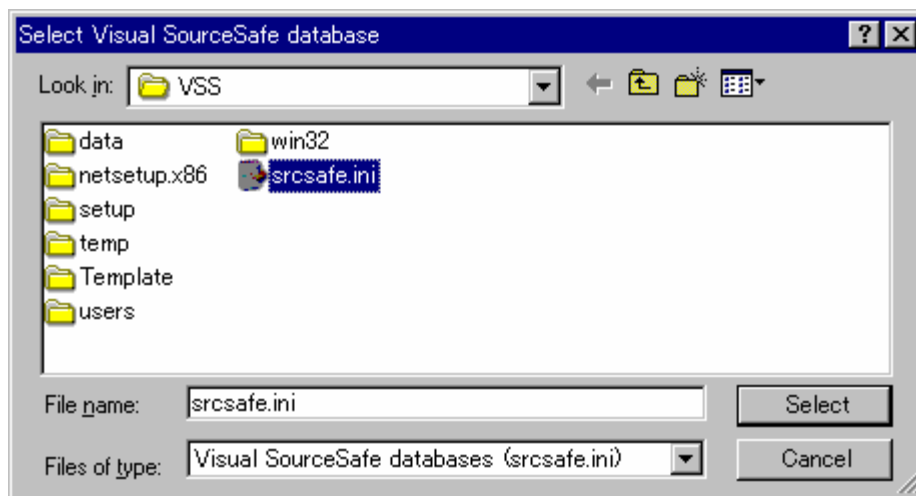 Select Visual SourceSafe database
Look in: VSS
data win32
netsetup.x86 srcsafe.ini
setup
temp
Template
users
File name: srcsafe.ini Select
Files of type: Visual SourceSafe databases (srcsafe.ini) Cancel